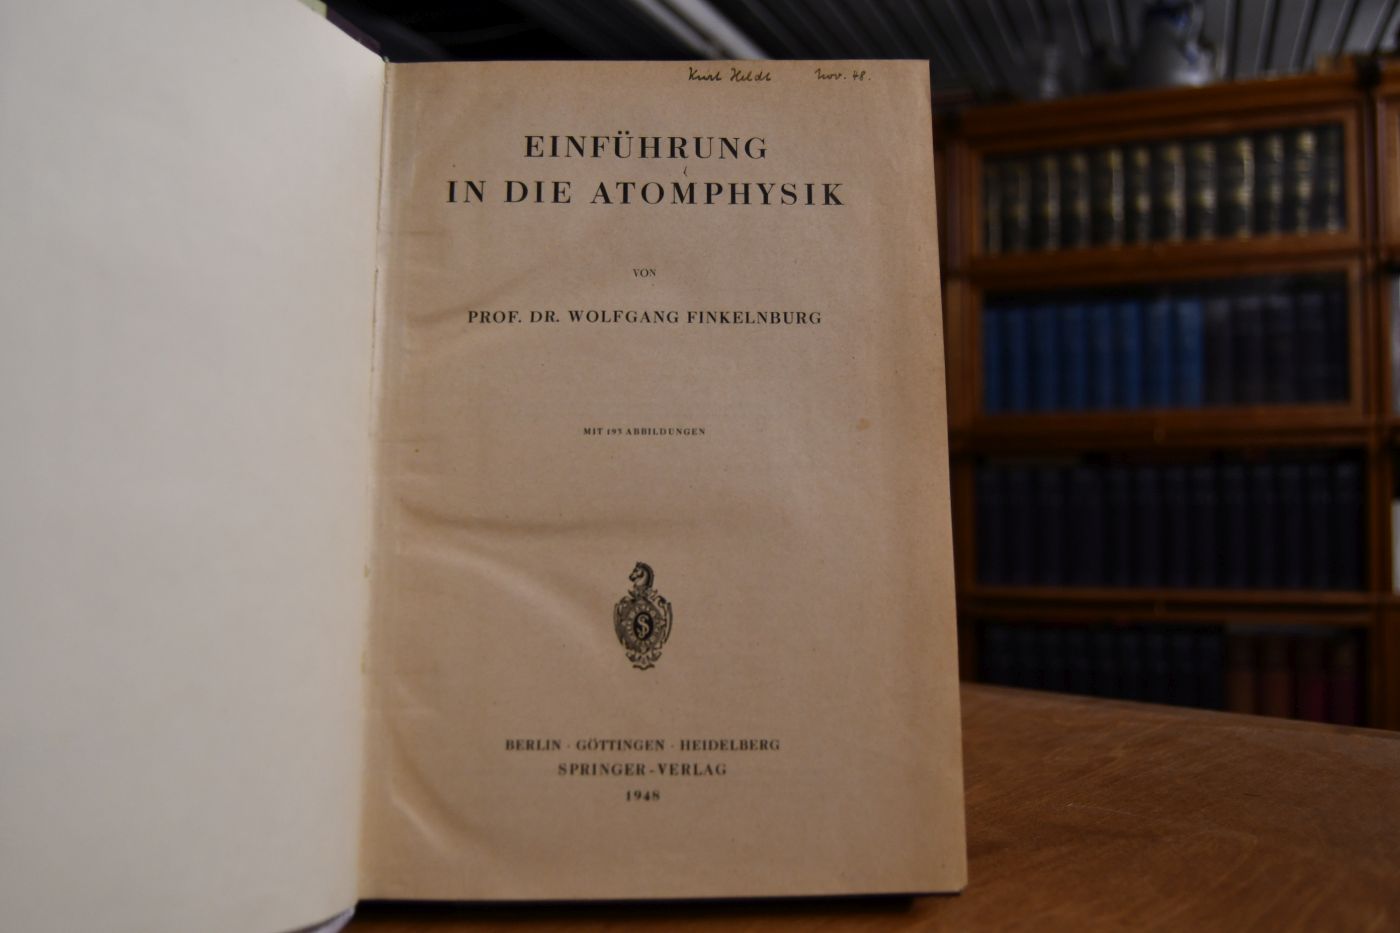 Kurt Heldt Nov. 48.
EINFÜHRUNG
IN DIE ATOMPHYSIK
VON
PROF. DR. WOLFGANG FINKELNBURG
MIT 193 ABBILDUNGEN
S
BERLIN · GÖTTINGEN · HEIDELBERG
SPRINGER-VERLAG
1948